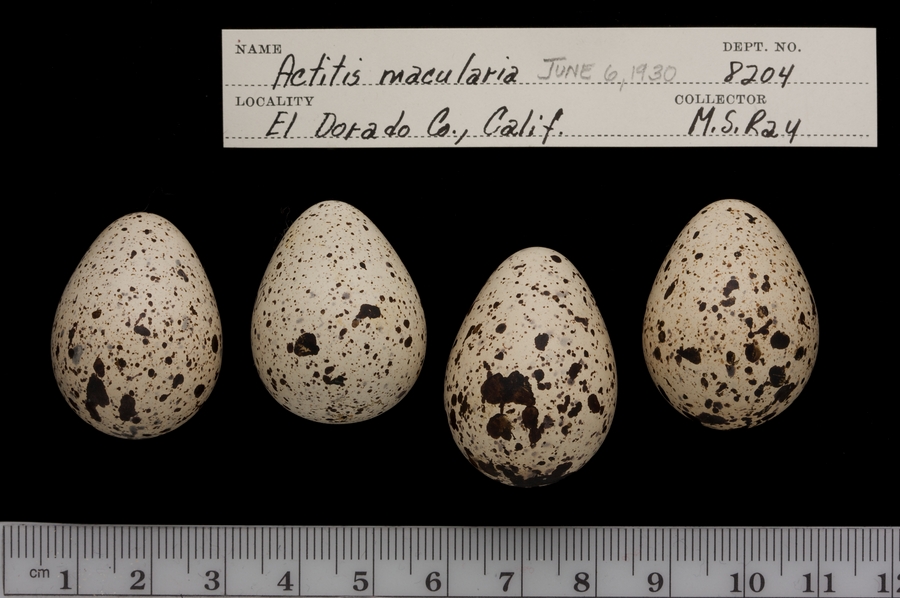 NAME DEPT. NO.
Actitis macularia JUNE 6, 1930 8204
LOCALITY COLLECTOR
El Dorado Co., Calif. M.S. Ray
cm 1 2 3 4 5 6 7 8 9 10 11 12